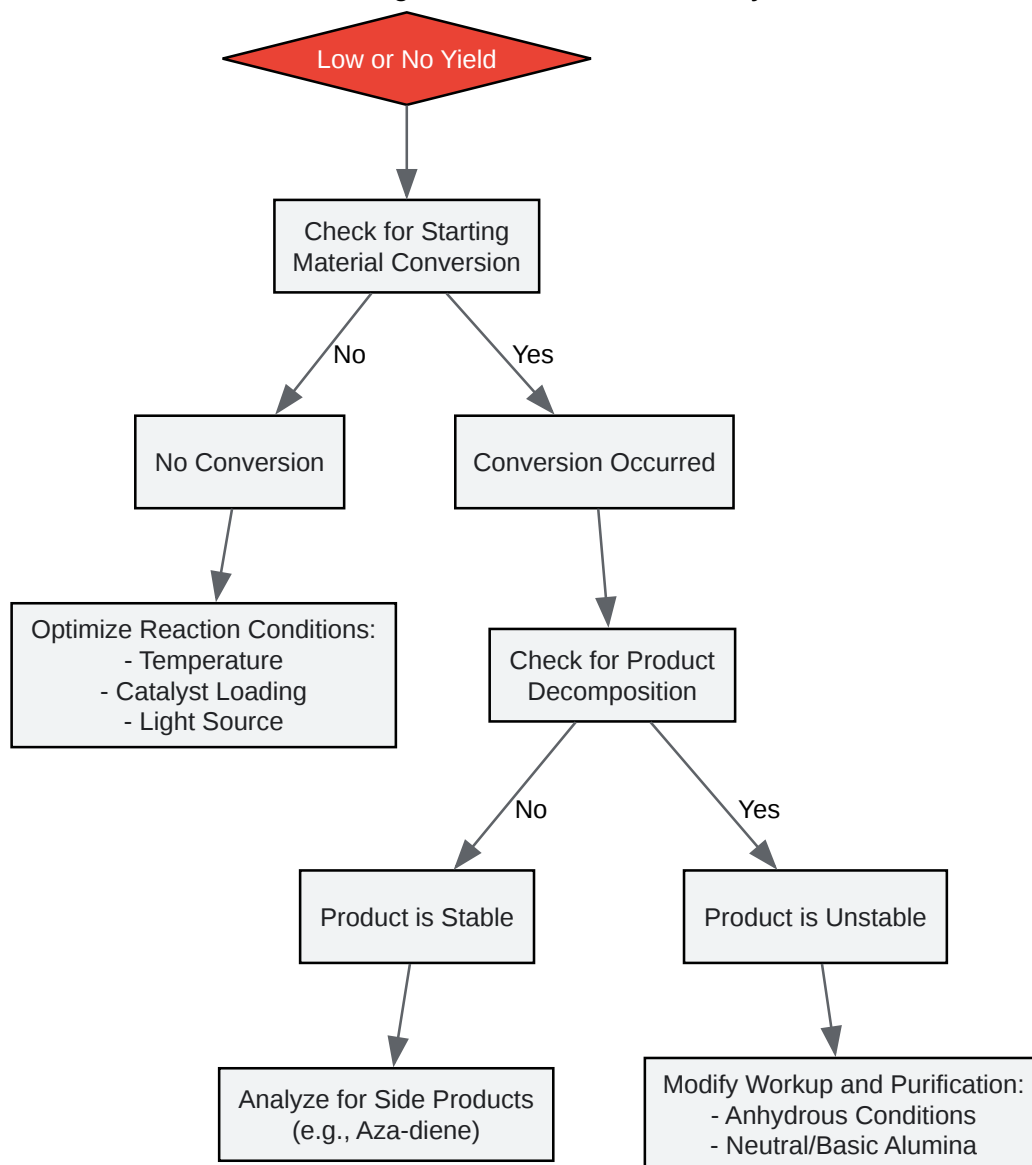 Low or No Yield
Check for Starting
Material Conversion
No
Yes
No Conversion
Conversion Occurred
Optimize Reaction Conditions:
- Temperature
- Catalyst Loading
- Light Source
Check for Product
Decomposition
No
Yes
Product is Stable
Product is Unstable
Analyze for Side Products
(e.g., Aza-diene)
Modify Workup and Purification:
- Anhydrous Conditions
- Neutral/Basic Alumina